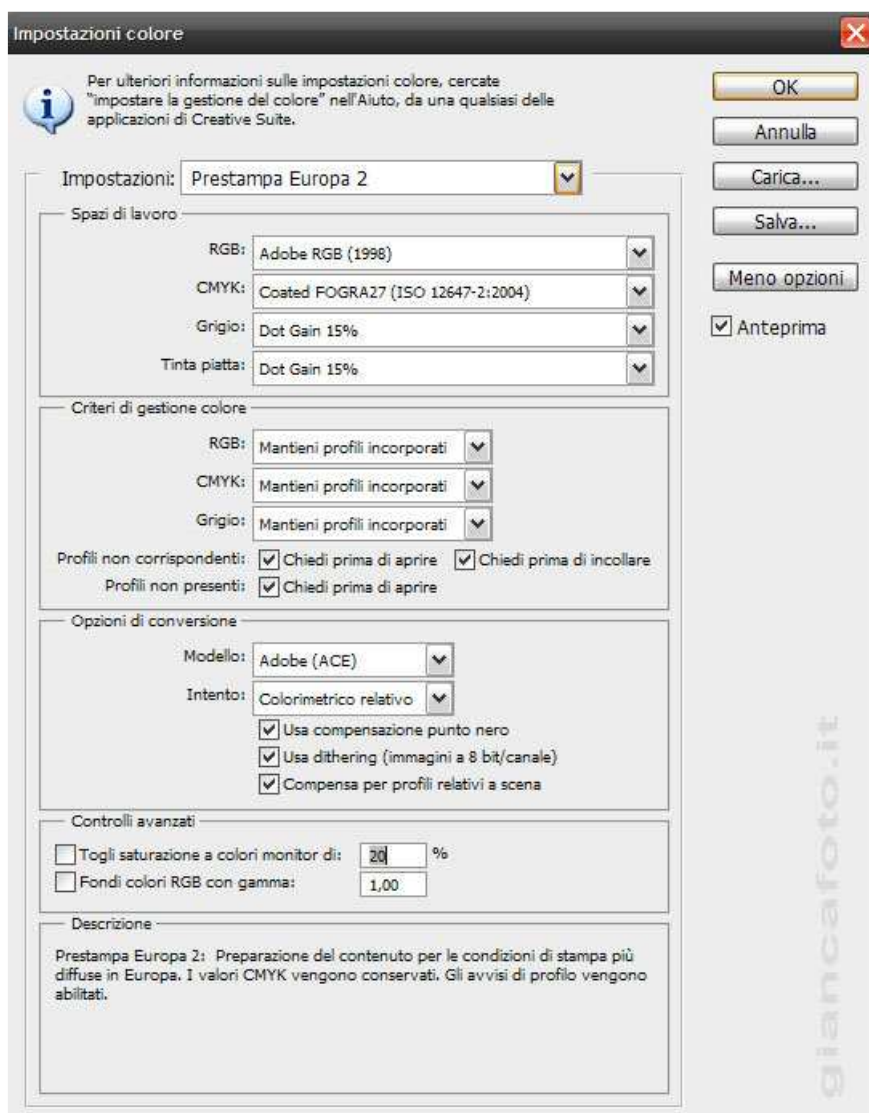 Impostazioni colore
Per ulteriori informazioni sulle impostazioni colore, cercate
"impostare la gestione del colore" nell'Aiuto, da una qualsiasi delle
applicazioni di Creative Suite.
OK
Annulla
Carica...
Salva...
Meno opzioni
Anteprima
Impostazioni: Prestampa Europa 2
Spazi di lavoro
RGB: Adobe RGB (1998)
CMYK: Coated FOGRA27 (ISO 12647-2:2004)
Grigio: Dot Gain 15%
Tinta piatta: Dot Gain 15%
Criteri di gestione colore
RGB: Mantieni profili incorporati
CMYK: Mantieni profili incorporati
Grigio: Mantieni profili incorporati
Profili non corrispondenti: Chiedi prima di aprire Chiedi prima di incollare
Profili non presenti: Chiedi prima di aprire
Opzioni di conversione
Modello: Adobe (ACE)
Intento: Colorimetrico relativo
Usa compensazione punto nero
Usa dithering (immagini a 8 bit/canale)
Compensa per profili relativi a scena
Controlli avanzati
Togli saturazione a colori monitor di: 20 %
Fondi colori RGB con gamma: 1,00
Descrizione
Prestampa Europa 2: Preparazione del contenuto per le condizioni di stampa più
diffuse in Europa. I valori CMYK vengono conservati. Gli avvisi di profilo vengono
abilitati.
giancafoto.it